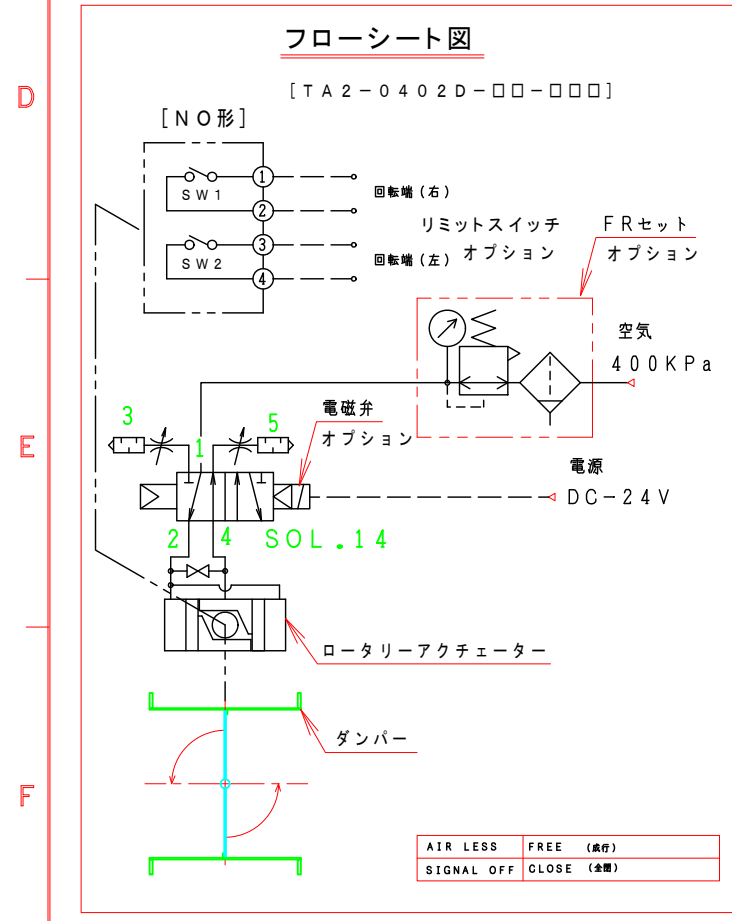 フローシート図
D
[TA2-0402D-□□-□□□]
[NO形]
1
SW1
2
回転端(右)
3
SW2
4
回転端(左)
リミットスイッチ
オプション
FRセット
オプション
空気
400KPa
3
1
5
電磁弁
オプション
E
電源
DC-24V
2
4
SOL.14
ロータリーアクチェーター
ダンパー
F
AIR LESS FREE (成行)
SIGNAL OFF CLOSE (全閉)